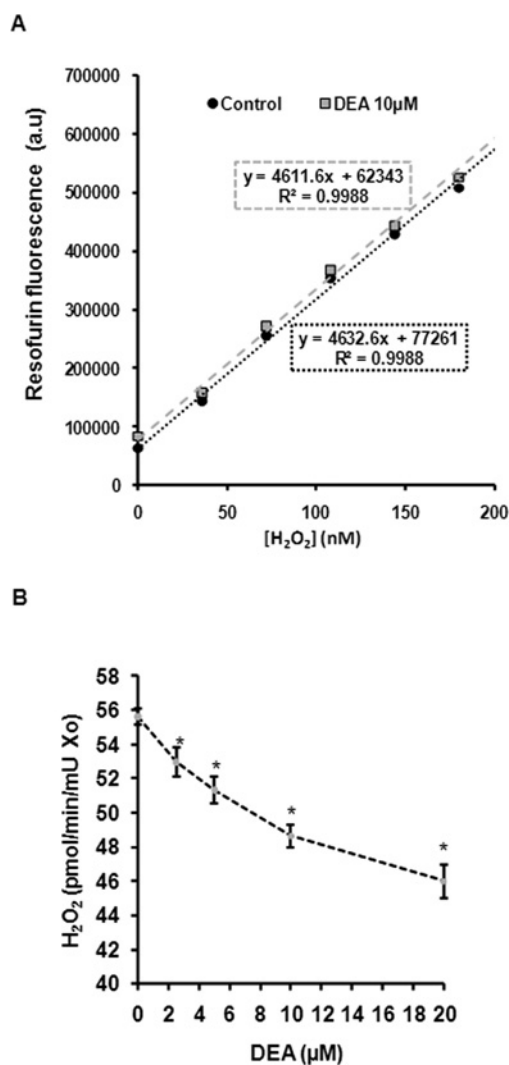 A
Resofurin fluorescence (a.u)
700000
600000
500000
400000
300000
200000
100000
0
Control
DEA 10µM
y = 4611.6x + 62343
R² = 0.9988
y = 4632.6x + 77261
R² = 0.9988
0 50 100 150 200
[H₂O₂] (nM)
B
H₂O₂ (pmol/min/mU Xo)
58
56
54
52
50
48
46
44
42
40
* * * *
0 2 4 6 8 10 12 14 16 18 20
DEA (µM)